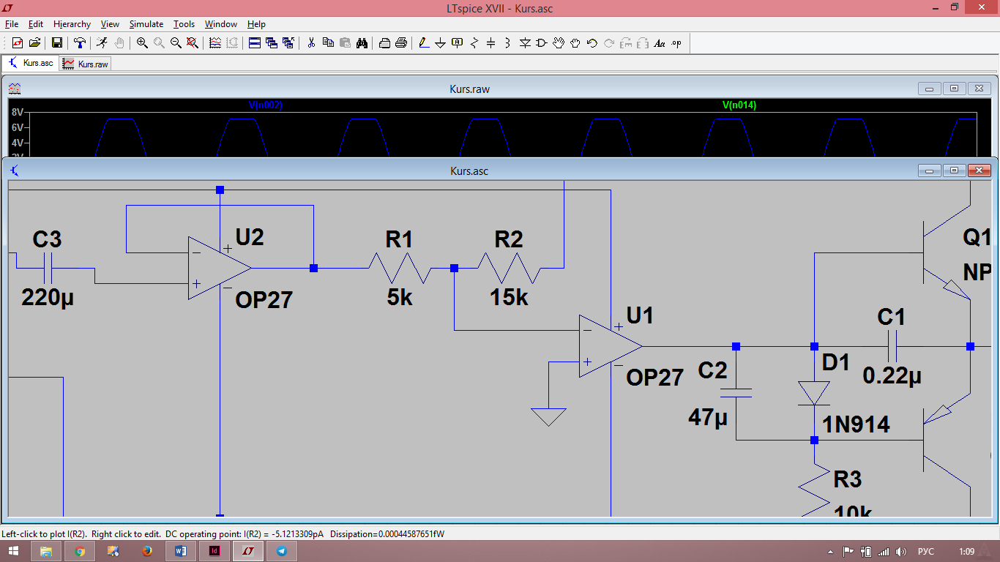 LTspice XVII - Kurs.asc
File Edit Hierarchy View Simulate Tools Window Help
Aa .op
Kurs.asc Kurs.raw
Kurs.raw
V(n002) V(n014)
8V
6V
4V
Kurs.asc
C3 U2 R1 R2 Q1
220µ OP27 5k 15k NP
U1 C1
OP27 C2 D1 0.22µ
47µ 1N914
R3
10k
Left-click to plot I(R2). Right click to edit. DC operating point: I(R2) = -5.1213309pA Dissipation=0.00044587651fW
РУС 1:09